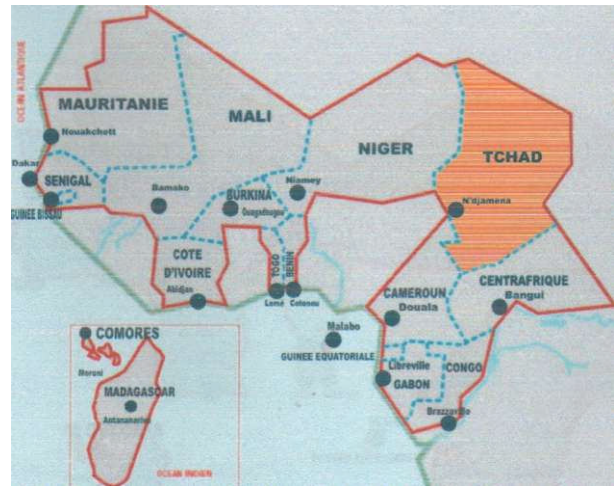 OCEAN ATLANTIQUE
MAURITANIE
MALI
NIGER
TCHAD
Nouakchott
Dakar
SENIGAL
GUINEE BISSAU
Bamako
BURKINA
Ouagadougou
Niamey
N'djamena
COTE
D'IVOIRE
Abidjan
TOGO
BENIN
Lomé
Cotonou
CAMEROUN
Douala
CENTRAFRIQUE
Bangui
Malabo
GUINEE EQUATORIALE
Libreville
GABON
CONGO
Brazzaville
COMORES
Moroni
MADAGASCAR
Antananarivo
OCEAN INDIEN